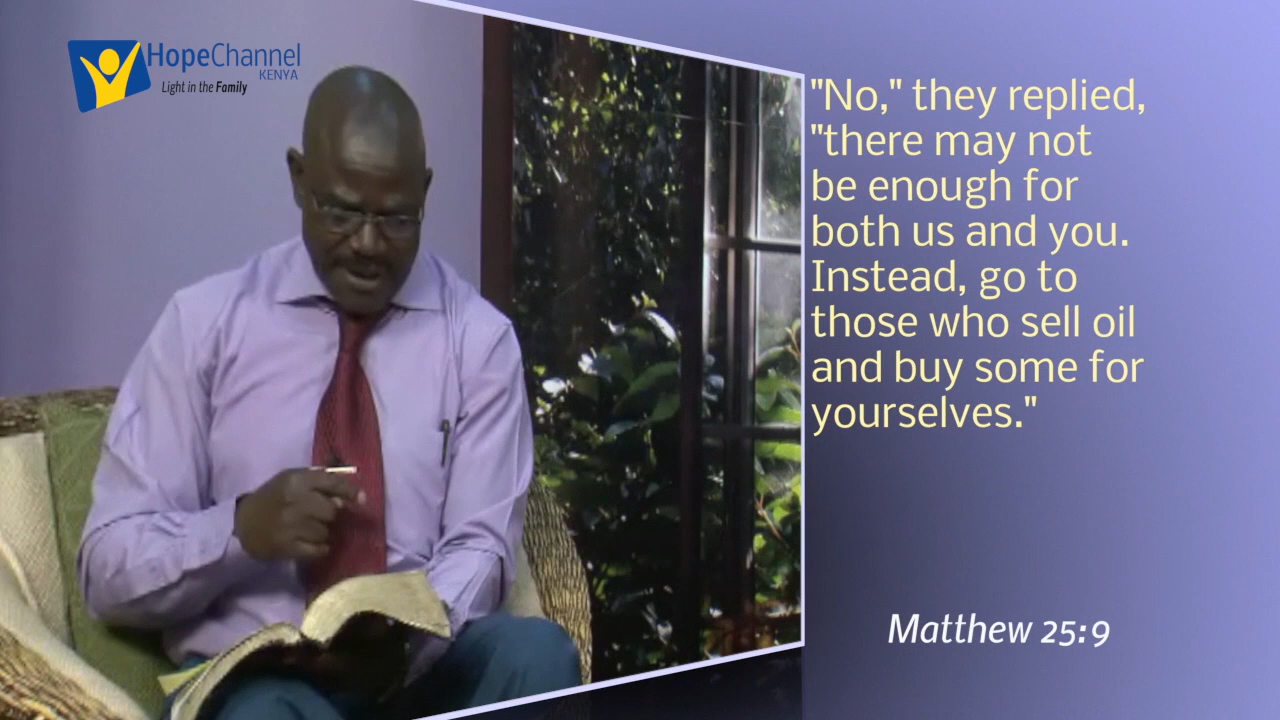 HopeChannel
KENYA
Light in the Family
"No," they replied,
"there may not
be enough for
both us and you.
Instead, go to
those who sell oil
and buy some for
yourselves."
Matthew 25:9